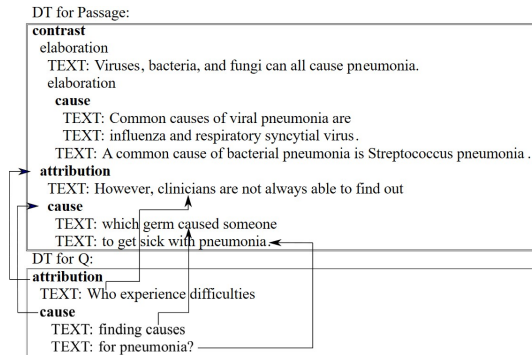 DT for Passage:
contrast
elaboration
TEXT: Viruses, bacteria, and fungi can all cause pneumonia.
elaboration
cause
TEXT: Common causes of viral pneumonia are
TEXT: influenza and respiratory syncytial virus.
TEXT: A common cause of bacterial pneumonia is Streptococcus pneumonia .
attribution
TEXT: However, clinicians are not always able to find out
cause
TEXT: which germ caused someone
TEXT: to get sick with pneumonia.
DT for Q:
attribution
TEXT: Who experience difficulties
cause
TEXT: finding causes
TEXT: for pneumonia?